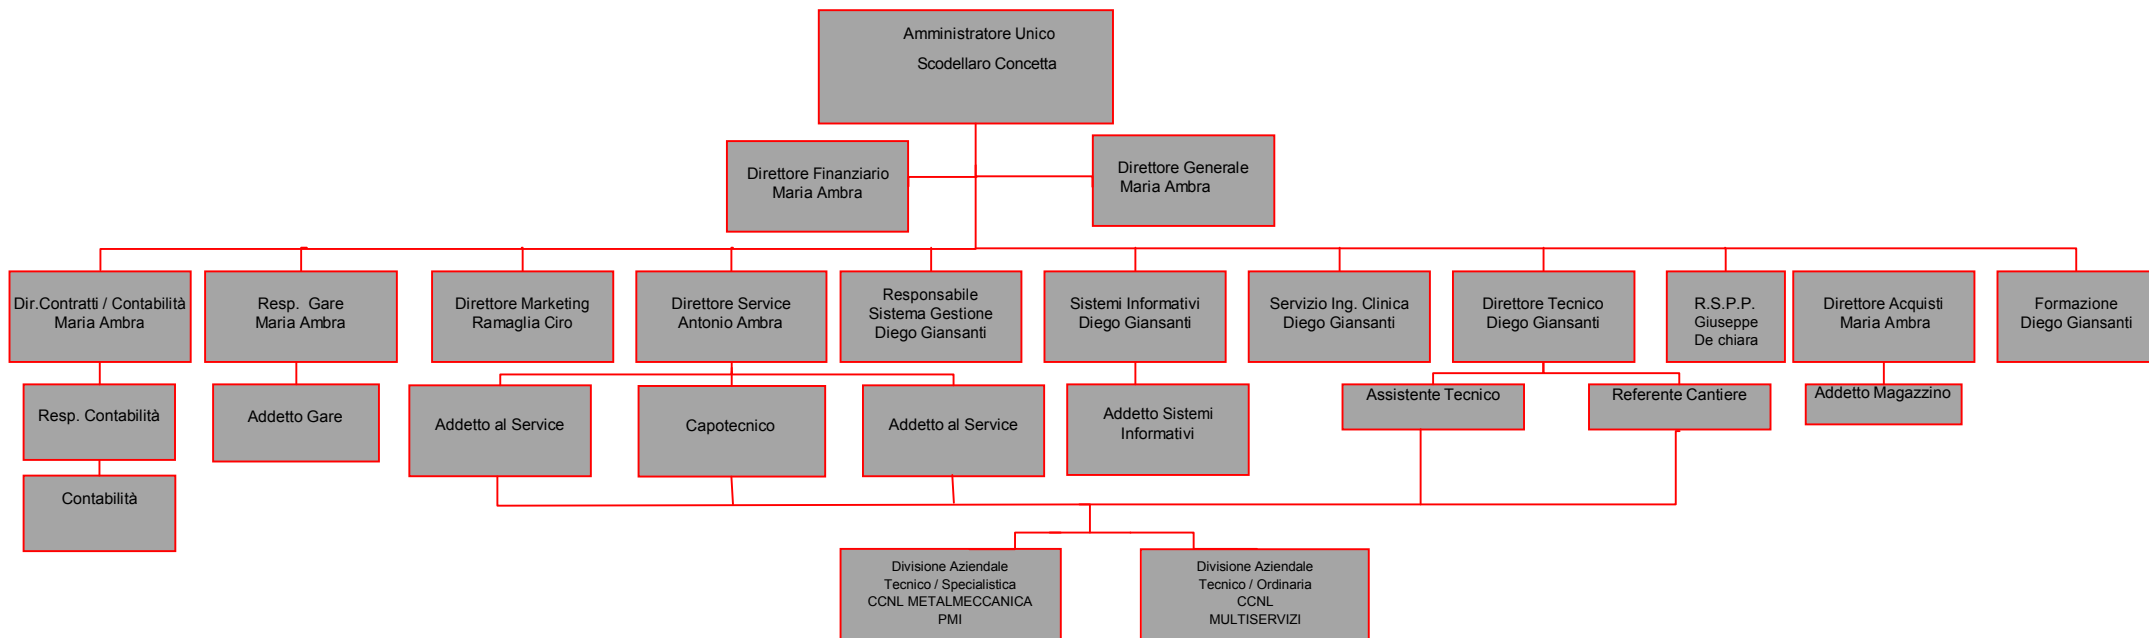 Amministratore Unico
Scodellaro Concetta
Direttore Finanziario
Maria Ambra
Direttore Generale
Maria Ambra
Dir.Contratti / Contabilità
Maria Ambra
Resp.  Gare
Maria Ambra
Direttore Marketing
Ramaglia Ciro
Direttore Service
Antonio Ambra
Responsabile
Sistema Gestione
Diego Giansanti
Sistemi Informativi
Diego Giansanti
Servizio Ing. Clinica
Diego Giansanti
Direttore Tecnico
Diego Giansanti
R.S.P.P.
Giuseppe
De chiara
Direttore Acquisti
Maria Ambra
Formazione
Diego Giansanti
Resp. Contabilità
Addetto Gare
Addetto al Service
Capotecnico
Addetto al Service
Addetto Sistemi
Informativi
Assistente Tecnico
Referente Cantiere
Addetto Magazzino
Contabilità
Divisione Aziendale
Tecnico / Specialistica
CCNL METALMECCANICA
PMI
Divisione Aziendale
Tecnico / Ordinaria
CCNL
MULTISERVIZI